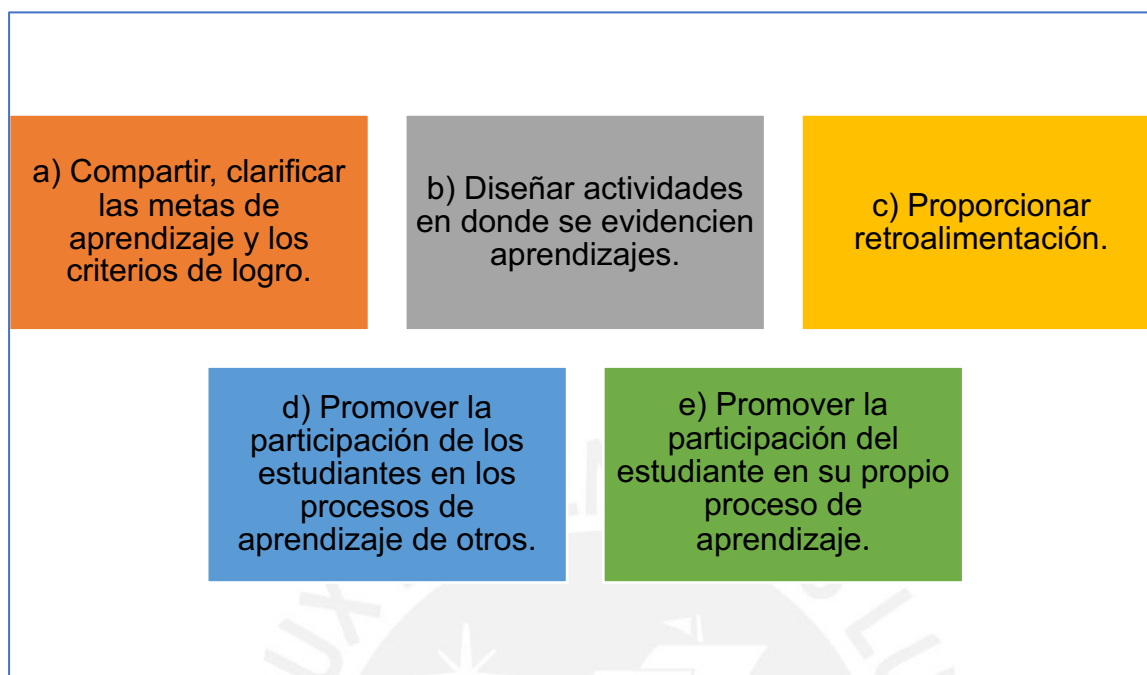 a) Compartir, clarificar
las metas de
aprendizaje y los
criterios de logro.
b) Diseñar actividades
en donde se evidencien
aprendizajes.
c) Proporcionar
retroalimentación.
d) Promover la
participación de los
estudiantes en los
procesos de
aprendizaje de otros.
e) Promover la
participación del
estudiante en su propio
proceso de
aprendizaje.